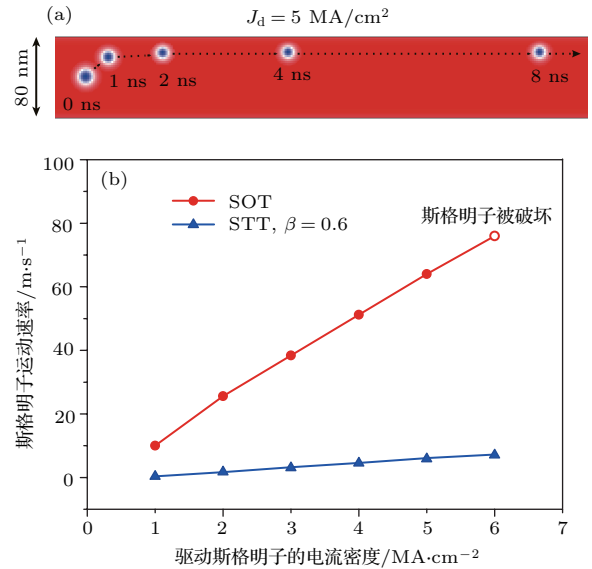 (a)
J_d = 5 MA/cm²
80 nm
0 ns
1 ns
2 ns
4 ns
8 ns
(b)
SOT
STT, β = 0.6
斯格明子被破坏
斯格明子运动速率/m·s⁻¹
100
80
60
40
20
0
0 1 2 3 4 5 6 7
驱动斯格明子的电流密度/MA·cm⁻²